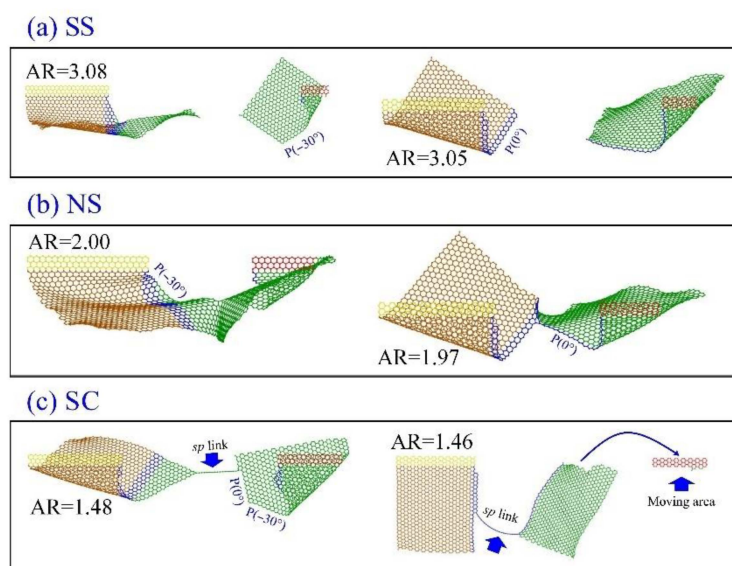 (a) SS
AR=3.08
P(−30°)
AR=3.05
P(0°)
(b) NS
AR=2.00
P(−30°)
AR=1.97
P(0°)
(c) SC
sp link
AR=1.48
P(0°)
P(−30°)
AR=1.46
sp link
Moving area